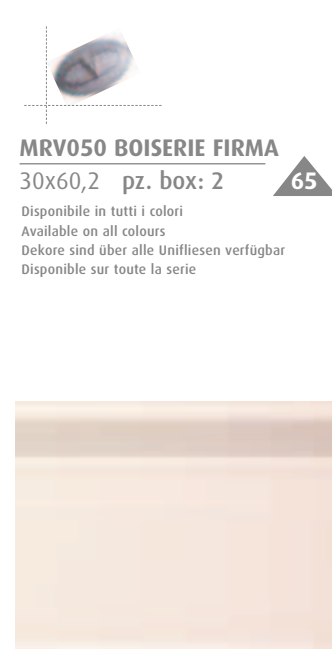 MRV050 BOISERIE FIRMA
30x60,2 pz. box: 2 65
Disponibile in tutti i colori
Available on all colours
Dekore sind über alle Unifliesen verfügbar
Disponible sur toute la serie